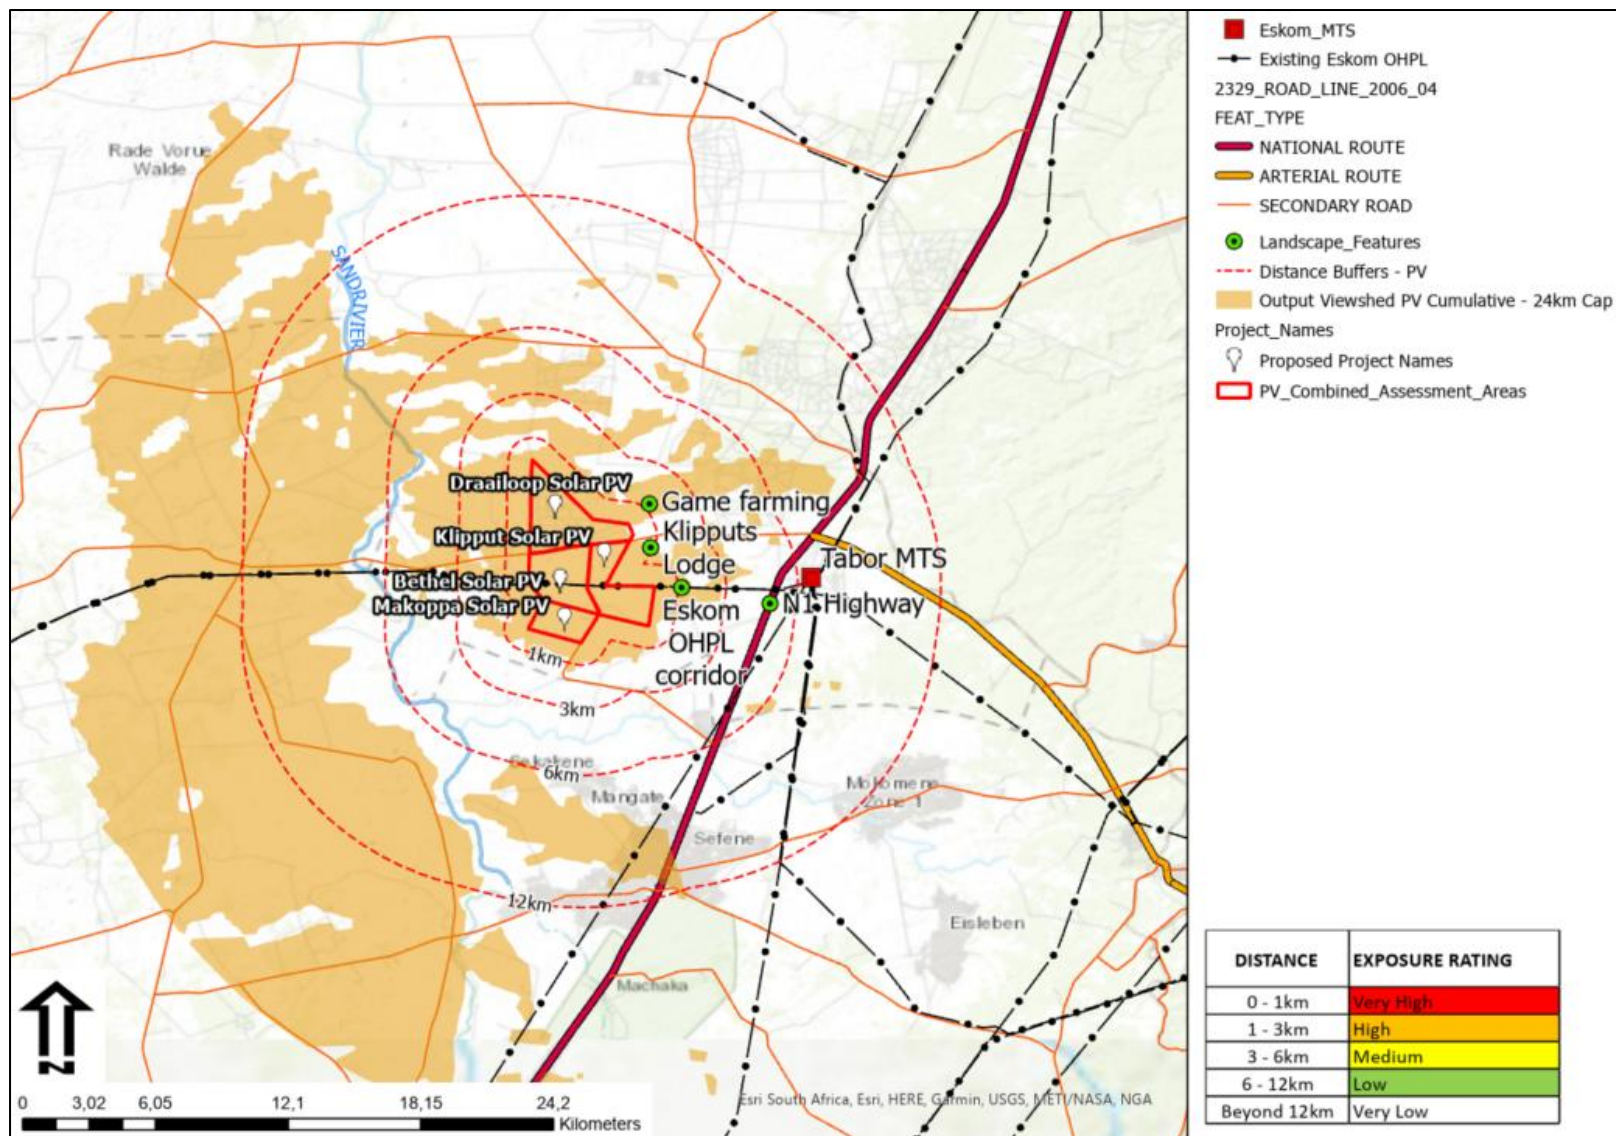 Rade Vorue
Walde
SANDRIVIER
Draailoop Solar PV
Game farming
Klipput Solar PV
Klipputs
Lodge
Bethel Solar PV
Makoppa Solar PV
Eskom
OHPL
corridor
Tabor MTS
N1 Highway
1km
3km
6km
12km
Mangate
Sefene
Mokomene
Zone 1
Eisleben
Machaka
N
0 3,02 6,05 12,1 18,15 24,2
Kilometers
Esri South Africa, Esri, HERE, Garmin, USGS, METI/NASA, NGA
Eskom_MTS
Existing Eskom OHPL
2329_ROAD_LINE_2006_04
FEAT_TYPE
NATIONAL ROUTE
ARTERIAL ROUTE
SECONDARY ROAD
Landscape_Features
Distance Buffers - PV
Output Viewshed PV Cumulative - 24km Cap
Project_Names
Proposed Project Names
PV_Combined_Assessment_Areas
DISTANCE EXPOSURE RATING
0 - 1km Very High
1 - 3km High
3 - 6km Medium
6 - 12km Low
Beyond 12km Very Low